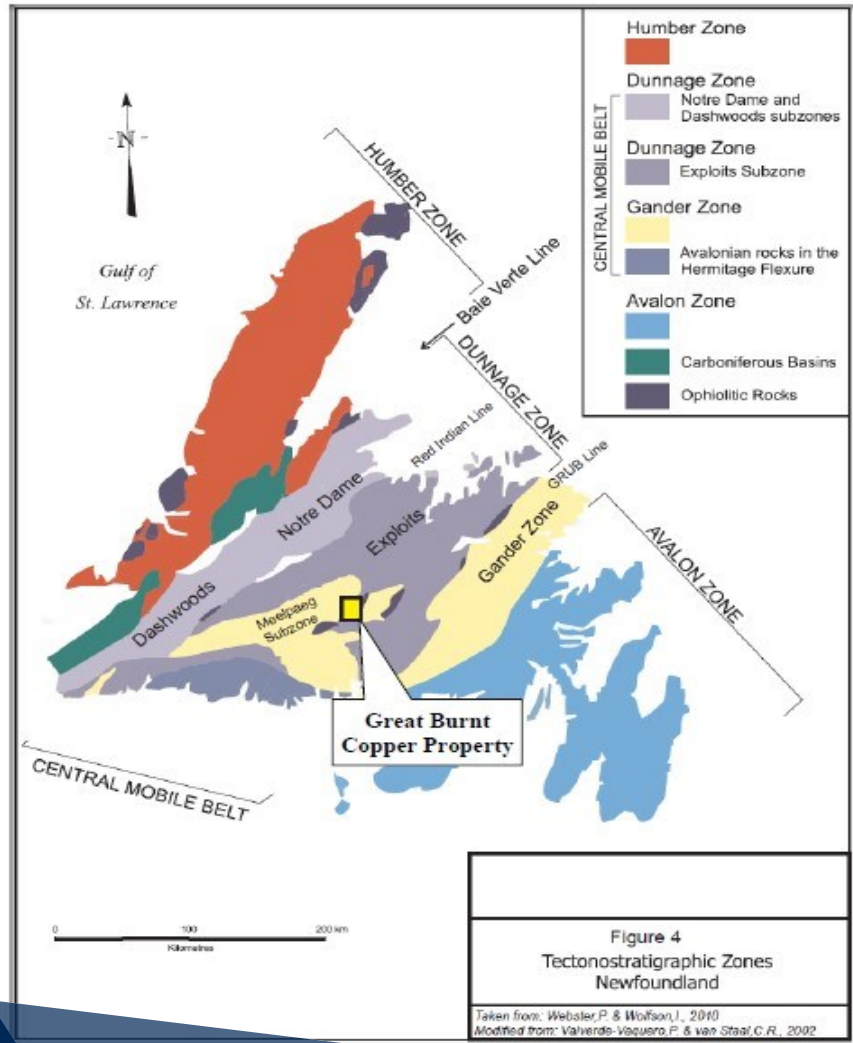 Humber Zone
Dunnage Zone
Notre Dame and
Dashwoods subzones
Dunnage Zone
Exploits Subzone
Gander Zone
Avalonian rocks in the
Hermitage Flexure
CENTRAL MOBILE BELT
Avalon Zone
Carboniferous Basins
Ophiolitic Rocks
N
Gulf of
St. Lawrence
HUMBER ZONE
Baie Verte Line
DUNNAGE ZONE
Red Indian Line
GRUB Line
AVALON ZONE
Notre Dame
Exploits
Gander Zone
Dashwoods
Meelpaeg
Subzone
Great Burnt
Copper Property
CENTRAL MOBILE BELT
0 100 200 km
Kilometres
Figure 4
Tectonostratigraphic Zones
Newfoundland
Taken from: Webster,P. & Wolfson,I., 2010
Modified from: Valverde-Vaquero,P. & van Staal,C.R., 2002